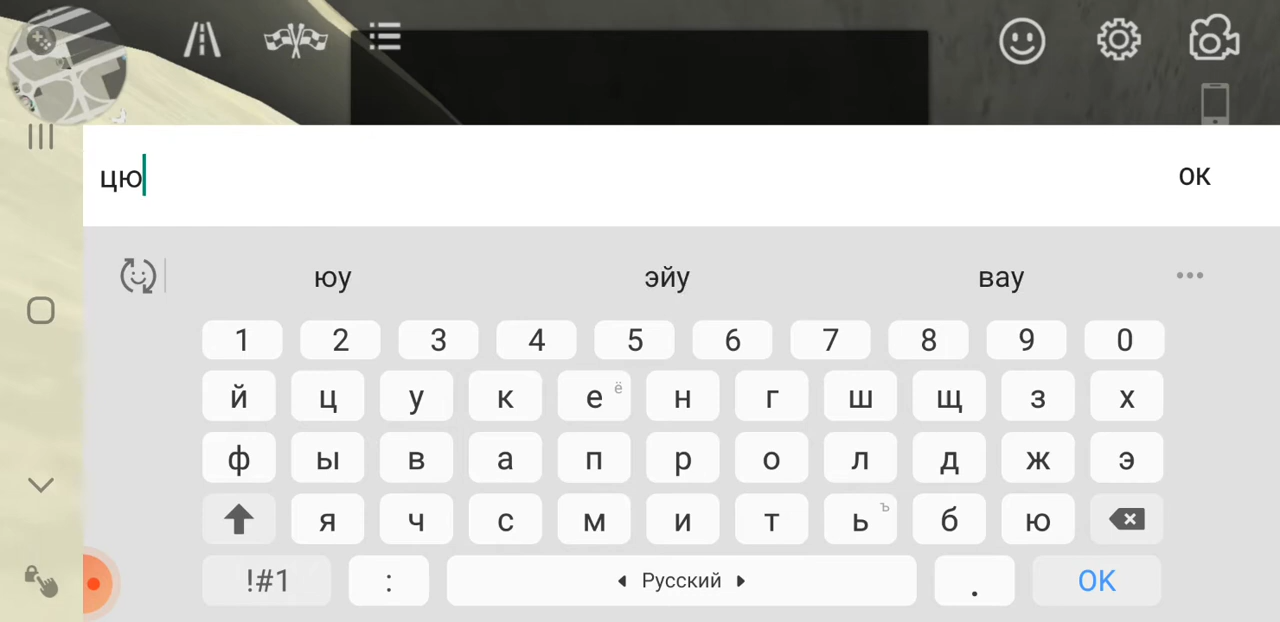 цю
ОК
юу эйу вау
1 2 3 4 5 6 7 8 9 0
й ц у к е ё н г ш щ з х
ф ы в а п р о л д ж э
я ч с м и т ь ъ б ю
!#1 : Русский . OK